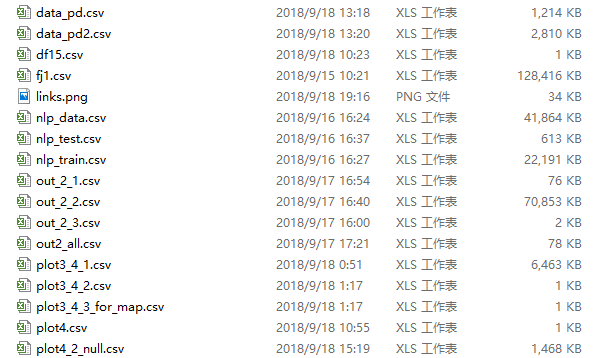 data_pd.csv 2018/9/18 13:18 XLS 工作表 1,214 KB
data_pd2.csv 2018/9/18 13:20 XLS 工作表 2,810 KB
df15.csv 2018/9/18 10:23 XLS 工作表 1 KB
fj1.csv 2018/9/15 10:21 XLS 工作表 128,416 KB
links.png 2018/9/18 19:16 PNG 文件 34 KB
nlp_data.csv 2018/9/16 16:24 XLS 工作表 41,864 KB
nlp_test.csv 2018/9/16 16:37 XLS 工作表 613 KB
nlp_train.csv 2018/9/16 16:27 XLS 工作表 22,191 KB
out_2_1.csv 2018/9/17 16:54 XLS 工作表 76 KB
out_2_2.csv 2018/9/17 16:40 XLS 工作表 70,853 KB
out_2_3.csv 2018/9/17 16:00 XLS 工作表 2 KB
out2_all.csv 2018/9/17 17:21 XLS 工作表 78 KB
plot3_4_1.csv 2018/9/18 0:51 XLS 工作表 6,463 KB
plot3_4_2.csv 2018/9/18 1:17 XLS 工作表 1 KB
plot3_4_3_for_map.csv 2018/9/18 1:17 XLS 工作表 1 KB
plot4.csv 2018/9/18 10:55 XLS 工作表 1 KB
plot4_2_null.csv 2018/9/18 15:19 XLS 工作表 1,468 KB